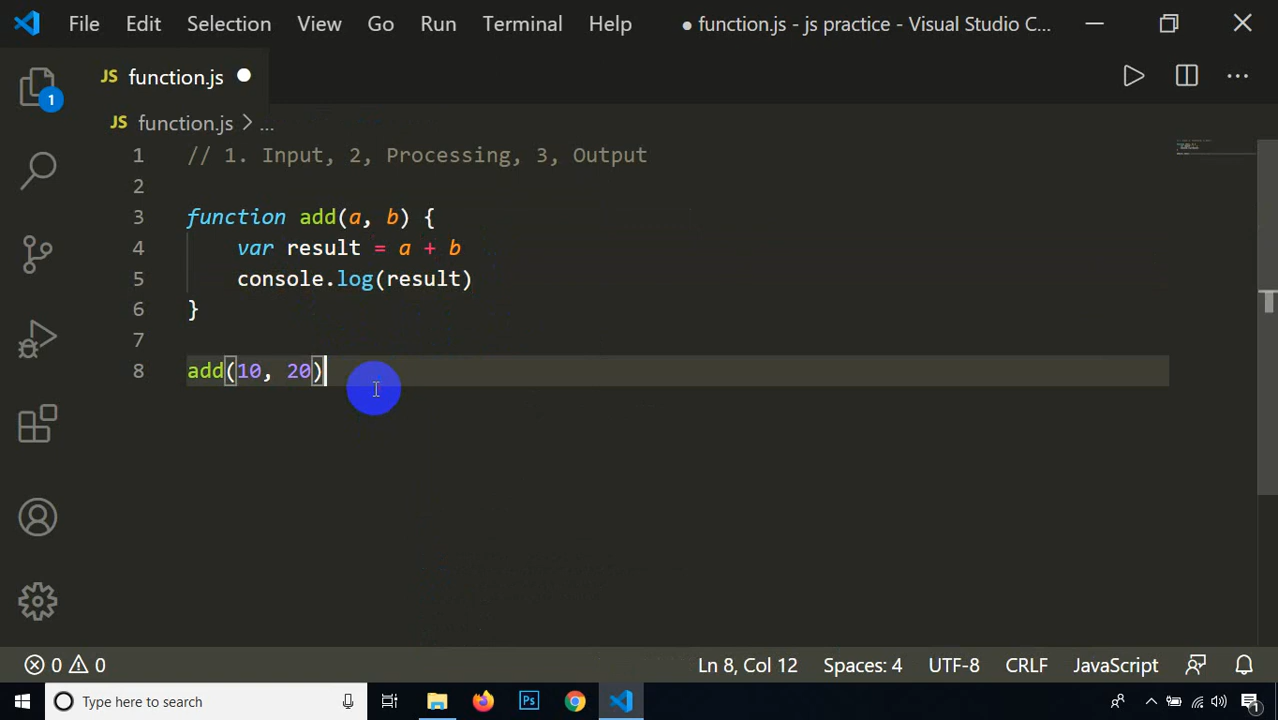 File Edit Selection View Go Run Terminal Help ● function.js - js practice - Visual Studio C...
JS function.js ●
JS function.js > ...
1 // 1. Input, 2, Processing, 3, Output
2
3 function add(a, b) {
4 var result = a + b
5 console.log(result)
6 }
7
8 add(10, 20)
1
0 0 Ln 8, Col 12 Spaces: 4 UTF-8 CRLF JavaScript
Type here to search Ps 1